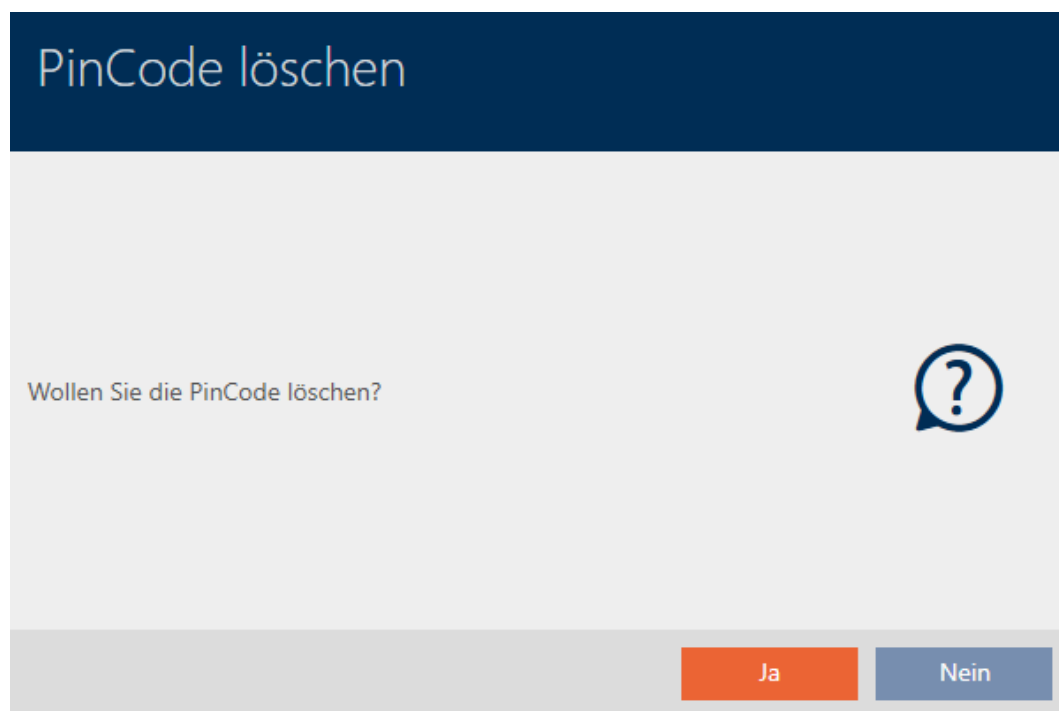 PinCode löschen
Wollen Sie die PinCode löschen?
?
Ja
Nein